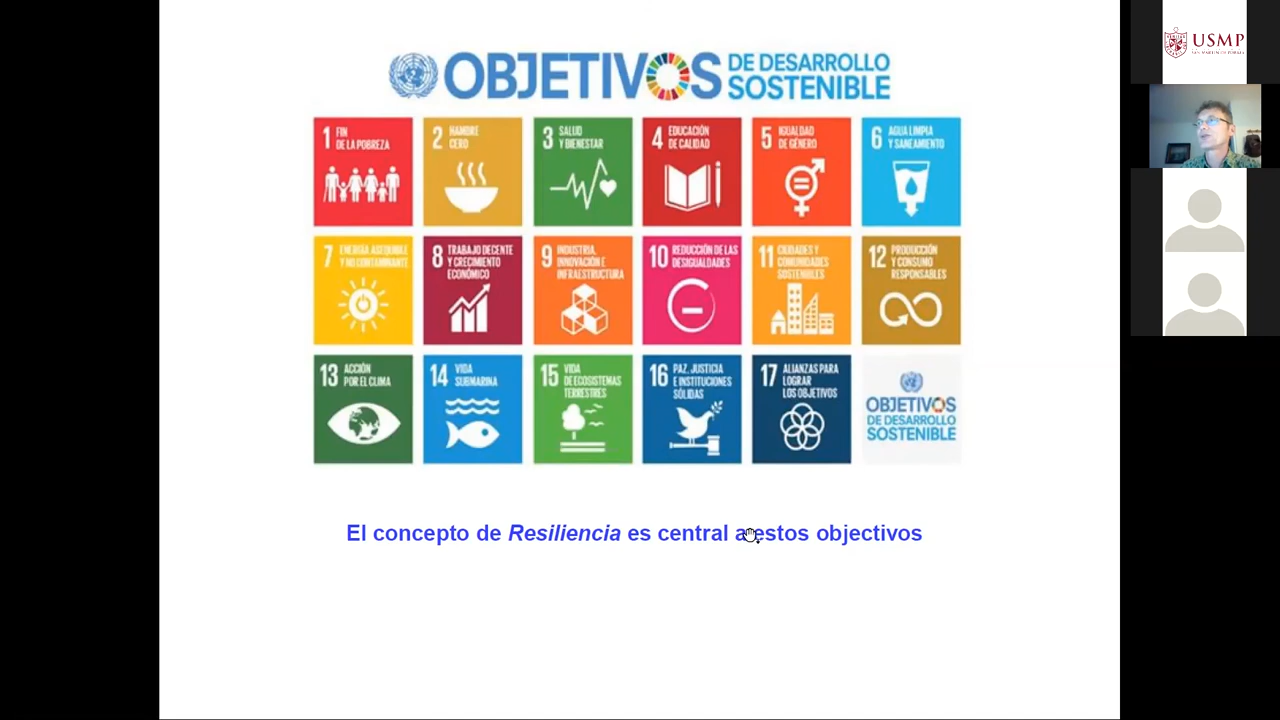 OBJETIVOS
DE DESARROLLO
SOSTENIBLE
1 FIN
DE LA POBREZA
2 HAMBRE
CERO
3 SALUD
Y BIENESTAR
4 EDUCACIÓN
DE CALIDAD
5 IGUALDAD
DE GÉNERO
6 AGUA LIMPIA
Y SANEAMIENTO
7 ENERGÍA ASEQUIBLE
Y NO CONTAMINANTE
8 TRABAJO DECENTE
Y CRECIMIENTO
ECONÓMICO
9 INDUSTRIA,
INNOVACIÓN E
INFRAESTRUCTURA
10 REDUCCIÓN DE LAS
DESIGUALDADES
11 CIUDADES Y
COMUNIDADES
SOSTENIBLES
12 PRODUCCIÓN
Y CONSUMO
RESPONSABLES
13 ACCIÓN
POR EL CLIMA
14 VIDA
SUBMARINA
15 VIDA
DE ECOSISTEMAS
TERRESTRES
16 PAZ, JUSTICIA
E INSTITUCIONES
SÓLIDAS
17 ALIANZAS PARA
LOGRAR
LOS OBJETIVOS
OBJETIVOS
DE DESARROLLO
SOSTENIBLE
El concepto de Resiliencia es central a estos objectivos
USMP